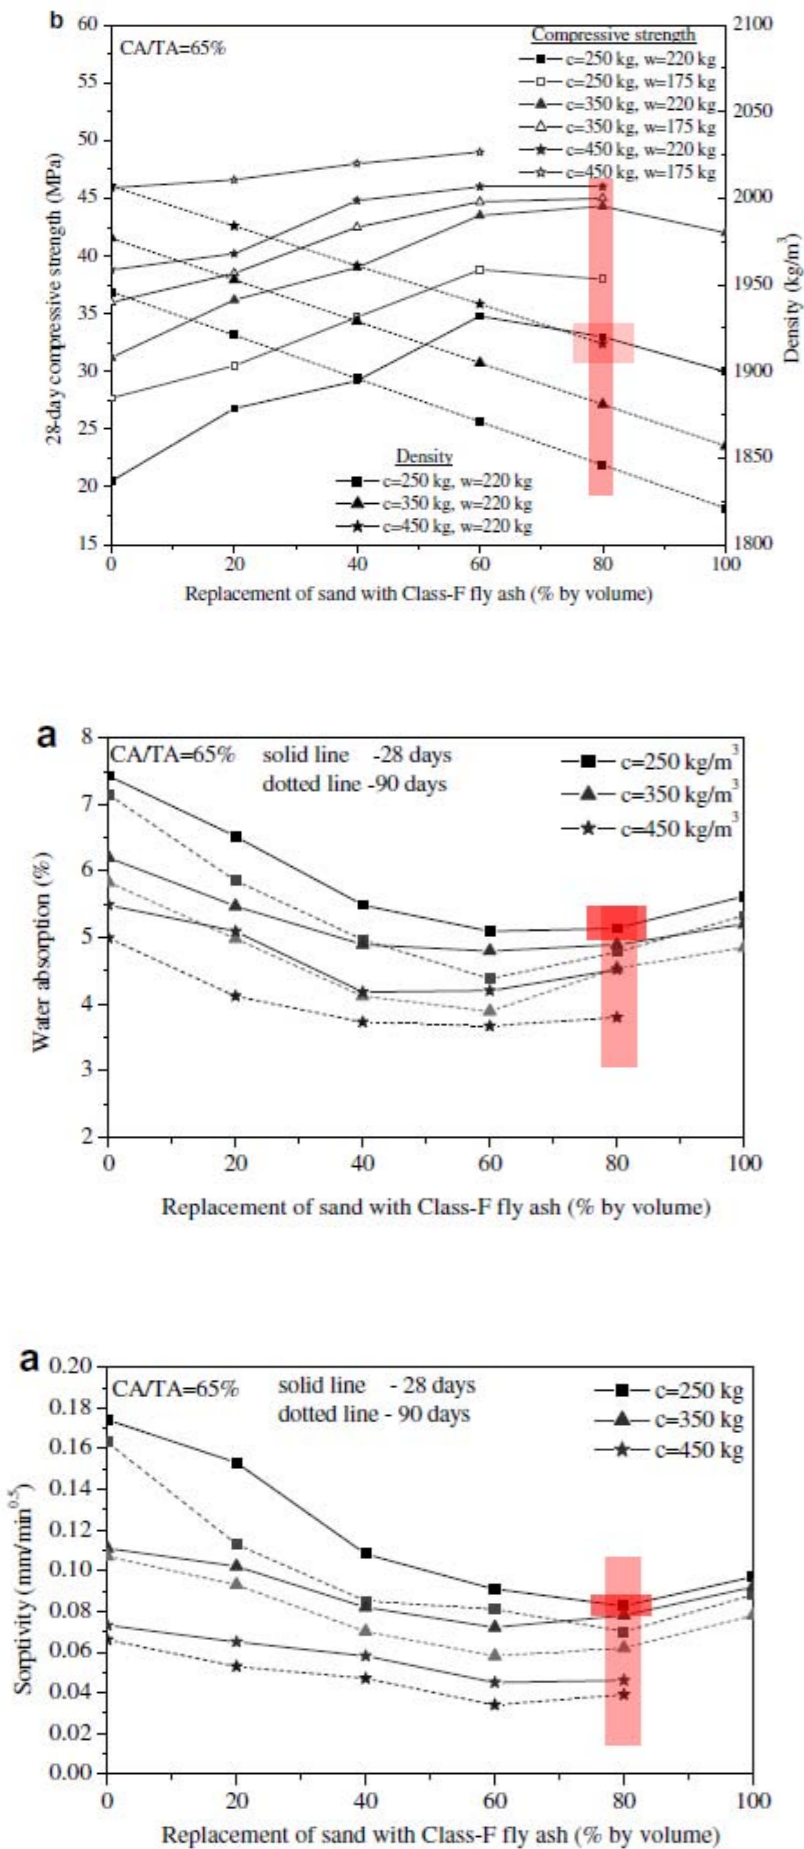 b
CA/TA=65%
Compressive strength
c=250 kg, w=220 kg
c=250 kg, w=175 kg
c=350 kg, w=220 kg
c=350 kg, w=175 kg
c=450 kg, w=220 kg
c=450 kg, w=175 kg
60
55
50
45
40
35
30
25
20
15
28-day compressive strength (MPa)
2100
2050
2000
1950
1900
1850
1800
Density (kg/m³)
Density
c=250 kg, w=220 kg
c=350 kg, w=220 kg
c=450 kg, w=220 kg
0 20 40 60 80 100
Replacement of sand with Class-F fly ash (% by volume)
a
CA/TA=65% solid line -28 days
dotted line -90 days
c=250 kg/m³
c=350 kg/m³
c=450 kg/m³
8
7
6
5
4
3
2
Water absorption (%)
0 20 40 60 80 100
Replacement of sand with Class-F fly ash (% by volume)
a
CA/TA=65% solid line - 28 days
dotted line - 90 days
c=250 kg
c=350 kg
c=450 kg
0.20
0.18
0.16
0.14
0.12
0.10
0.08
0.06
0.04
0.02
0.00
Sorptivity (mm/min⁰·⁵)
0 20 40 60 80 100
Replacement of sand with Class-F fly ash (% by volume)